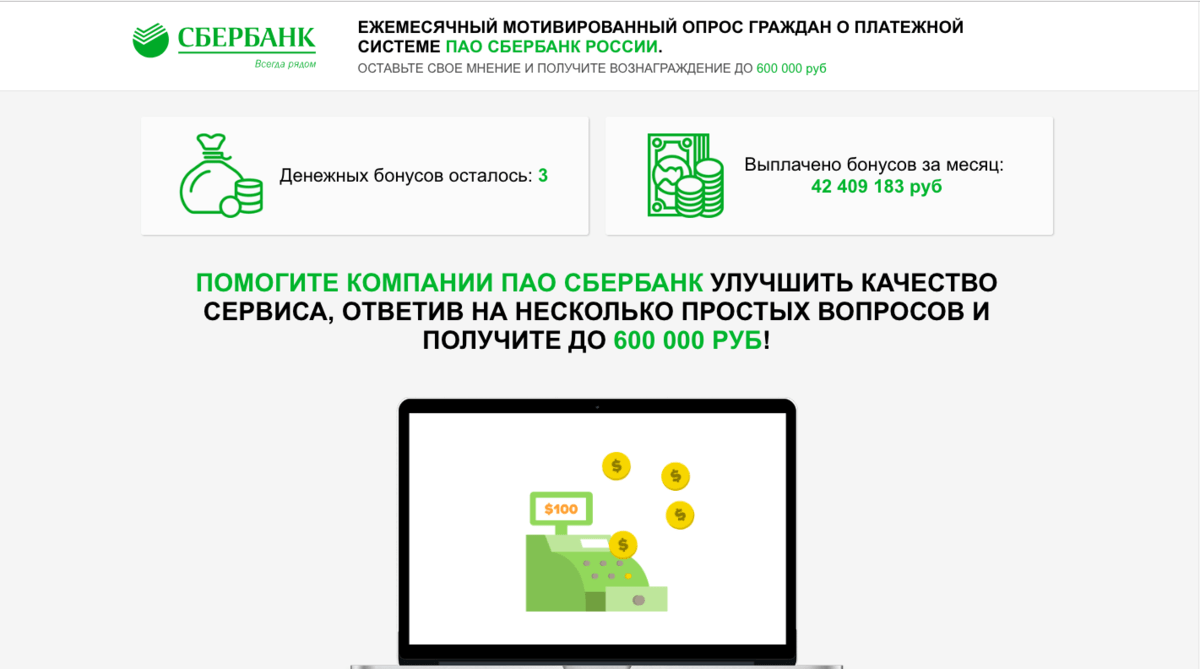 СБЕРБАНК
Всегда рядом
ЕЖЕМЕСЯЧНЫЙ МОТИВИРОВАННЫЙ ОПРОС ГРАЖДАН О ПЛАТЕЖНОЙ
СИСТЕМЕ ПАО СБЕРБАНК РОССИИ.
ОСТАВЬТЕ СВОЕ МНЕНИЕ И ПОЛУЧИТЕ ВОЗНАГРАЖДЕНИЕ ДО 600 000 руб
Денежных бонусов осталось: 3
Выплачено бонусов за месяц:
42 409 183 руб
ПОМОГИТЕ КОМПАНИИ ПАО СБЕРБАНК УЛУЧШИТЬ КАЧЕСТВО
СЕРВИСА, ОТВЕТИВ НА НЕСКОЛЬКО ПРОСТЫХ ВОПРОСОВ И
ПОЛУЧИТЕ ДО 600 000 РУБ!
$
$
$
$100
$